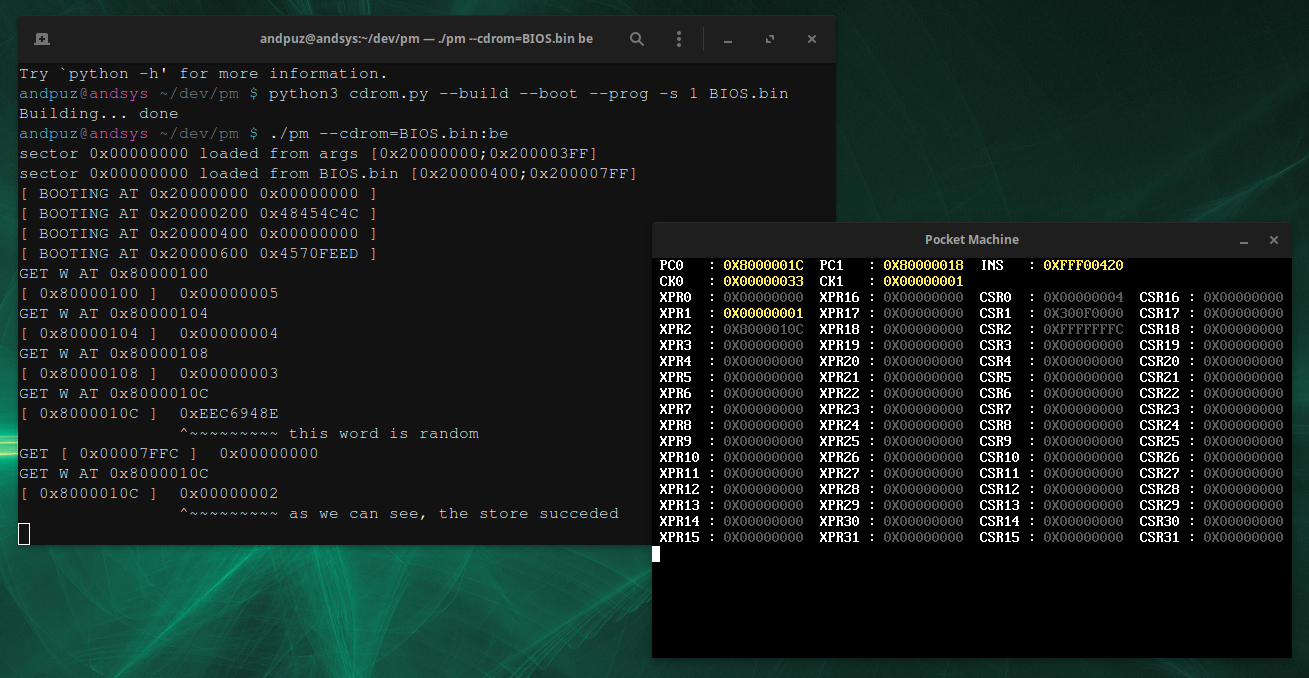 andpuz@andsys:~/dev/pm — ./pm --cdrom=BIOS.bin be
Try `python -h' for more information.
andpuz@andsys ~/dev/pm $ python3 cdrom.py --build --boot --prog -s 1 BIOS.bin
Building... done
andpuz@andsys ~/dev/pm $ ./pm --cdrom=BIOS.bin:be
sector 0x00000000 loaded from args [0x20000000;0x200003FF]
sector 0x00000000 loaded from BIOS.bin [0x20000400;0x200007FF]
[ BOOTING AT 0x20000000 0x00000000 ]
[ BOOTING AT 0x20000200 0x48454C4C ]
[ BOOTING AT 0x20000400 0x00000000 ]
[ BOOTING AT 0x20000600 0x4570FEED ]
GET W AT 0x80000100
[ 0x80000100 ]  0x00000005
GET W AT 0x80000104
[ 0x80000104 ]  0x00000004
GET W AT 0x80000108
[ 0x80000108 ]  0x00000003
GET W AT 0x8000010C
[ 0x8000010C ]  0xEEC6948E
^~~~~~~~~~ this word is random
GET [ 0x00007FFC ]  0x00000000
GET W AT 0x8000010C
[ 0x8000010C ]  0x00000002
^~~~~~~~~~ as we can see, the store succeded
Pocket Machine
PC0 : 0X8000001C PC1 : 0X80000018 INS : 0XFFF00420
CK0 : 0X00000033 CK1 : 0X00000001
XPR0 : 0X00000000 XPR16 : 0X00000000 CSR0 : 0X00000004 CSR16 : 0X00000000
XPR1 : 0X00000001 XPR17 : 0X00000000 CSR1 : 0X300F0000 CSR17 : 0X00000000
XPR2 : 0X8000010C XPR18 : 0X00000000 CSR2 : 0XFFFFFFFC CSR18 : 0X00000000
XPR3 : 0X00000000 XPR19 : 0X00000000 CSR3 : 0X00000000 CSR19 : 0X00000000
XPR4 : 0X00000000 XPR20 : 0X00000000 CSR4 : 0X00000000 CSR20 : 0X00000000
XPR5 : 0X00000000 XPR21 : 0X00000000 CSR5 : 0X00000000 CSR21 : 0X00000000
XPR6 : 0X00000000 XPR22 : 0X00000000 CSR6 : 0X00000000 CSR22 : 0X00000000
XPR7 : 0X00000000 XPR23 : 0X00000000 CSR7 : 0X00000000 CSR23 : 0X00000000
XPR8 : 0X00000000 XPR24 : 0X00000000 CSR8 : 0X00000000 CSR24 : 0X00000000
XPR9 : 0X00000000 XPR25 : 0X00000000 CSR9 : 0X00000000 CSR25 : 0X00000000
XPR10 : 0X00000000 XPR26 : 0X00000000 CSR10 : 0X00000000 CSR26 : 0X00000000
XPR11 : 0X00000000 XPR27 : 0X00000000 CSR11 : 0X00000000 CSR27 : 0X00000000
XPR12 : 0X00000000 XPR28 : 0X00000000 CSR12 : 0X00000000 CSR28 : 0X00000000
XPR13 : 0X00000000 XPR29 : 0X00000000 CSR13 : 0X00000000 CSR29 : 0X00000000
XPR14 : 0X00000000 XPR30 : 0X00000000 CSR14 : 0X00000000 CSR30 : 0X00000000
XPR15 : 0X00000000 XPR31 : 0X00000000 CSR15 : 0X00000000 CSR31 : 0X00000000